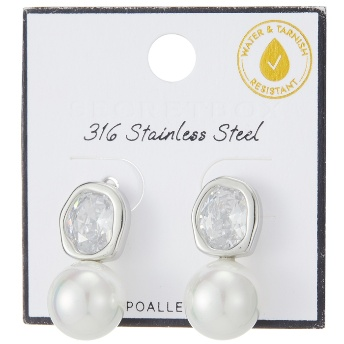 WATER & TARNISH
RESISTANT
316 Stainless Steel
POALLE